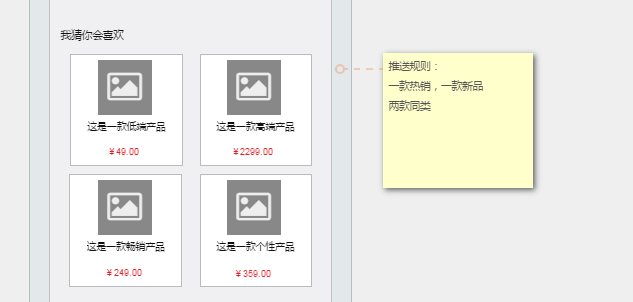 我猜你会喜欢
这是一款低端产品
￥49.00
这是一款高端产品
￥2299.00
这是一款畅销产品
￥249.00
这是一款个性产品
￥359.00
推送规则：
一款热销，一款新品
两款同类